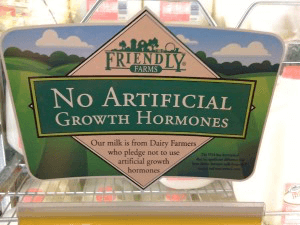 FRIENDLY
FARMS
NO ARTIFICIAL
GROWTH HORMONES
Our milk is from Dairy Farmers
who pledge not to use
artificial growth
hormones